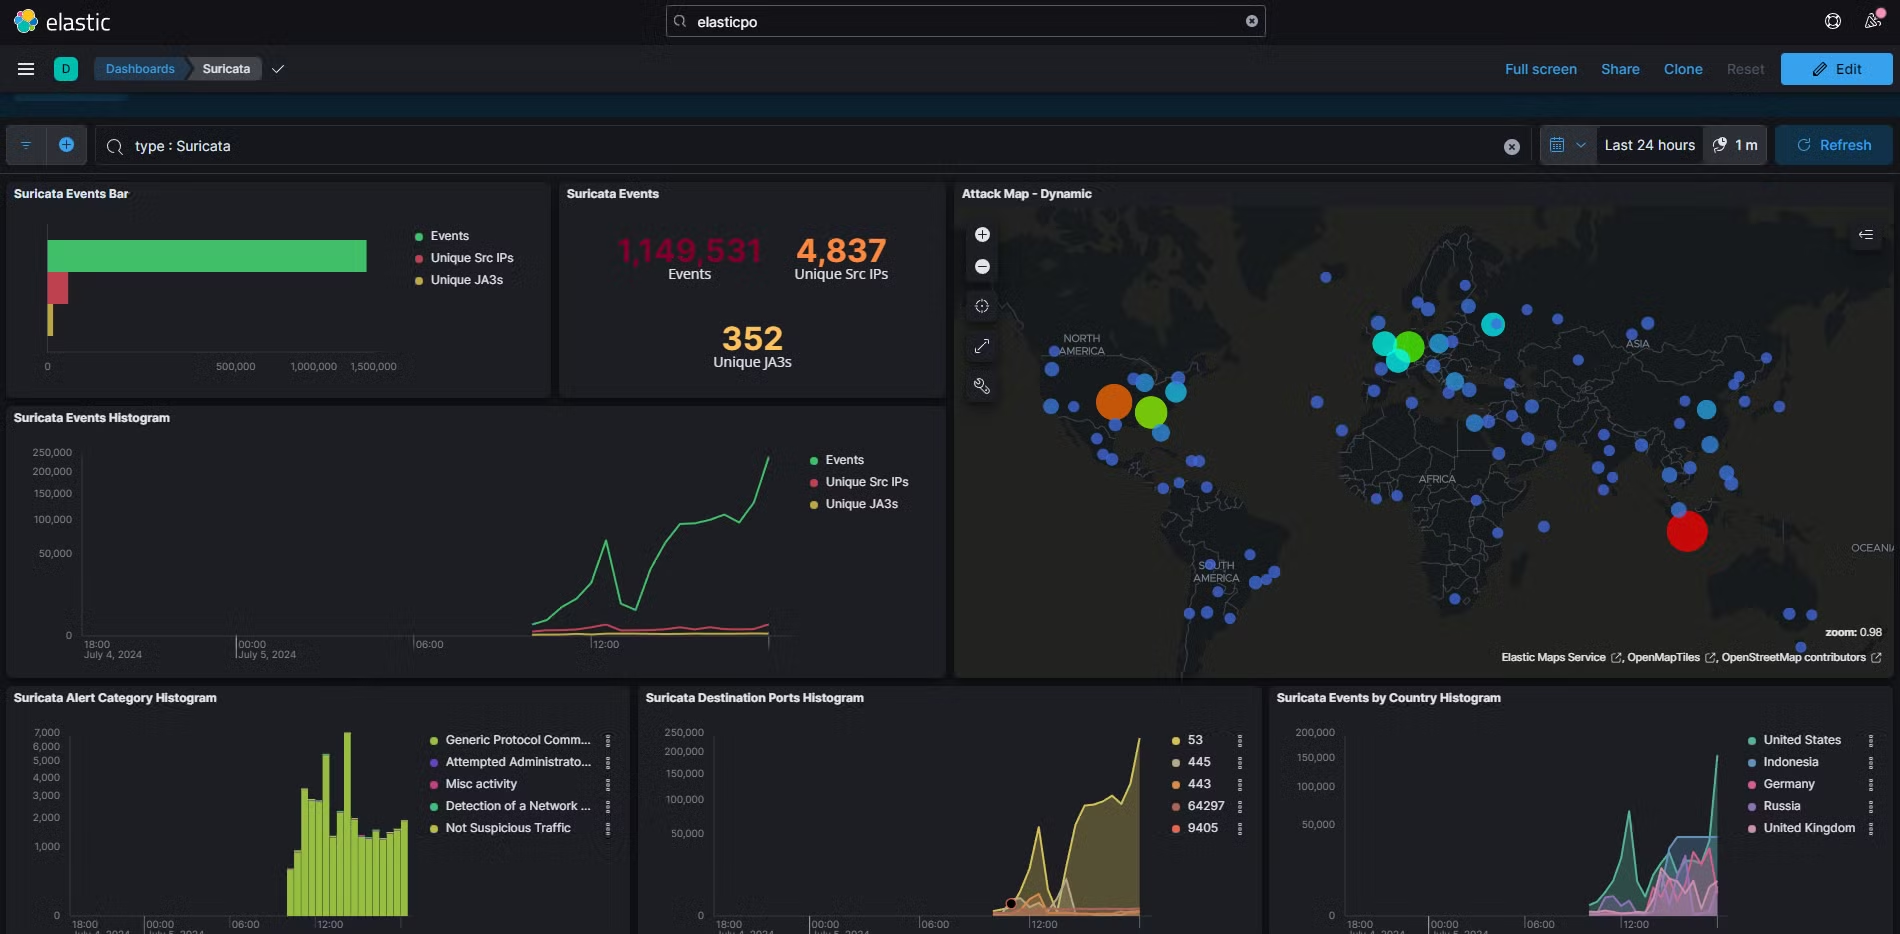 elastic
elasticpo
D
Dashboards
Suricata
Full screen
Share
Clone
Reset
Edit
type : Suricata
Last 24 hours
1 m
Refresh
Suricata Events Bar
Events
Unique Src IPs
Unique JA3s
0
500,000
1,000,000
1,500,000
Suricata Events
1,149,531
Events
4,837
Unique Src IPs
352
Unique JA3s
Attack Map - Dynamic
NORTH
AMERICA
ASIA
AFRICA
SOUTH
AMERICA
OCEANIA
zoom: 0.98
Elastic Maps Service , OpenMapTiles , OpenStreetMap contributors
Suricata Events Histogram
250,000
200,000
150,000
100,000
50,000
0
18:00
July 4, 2024
00:00
July 5, 2024
06:00
12:00
Events
Unique Src IPs
Unique JA3s
Suricata Alert Category Histogram
7,000
6,000
5,000
4,000
3,000
2,000
1,000
0
18:00
00:00
06:00
12:00
Generic Protocol Comm...
Attempted Administrato...
Misc activity
Detection of a Network ...
Not Suspicious Traffic
Suricata Destination Ports Histogram
250,000
200,000
150,000
100,000
50,000
0
18:00
00:00
06:00
12:00
53
445
443
64297
9405
Suricata Events by Country Histogram
200,000
150,000
100,000
50,000
0
18:00
00:00
06:00
12:00
United States
Indonesia
Germany
Russia
United Kingdom